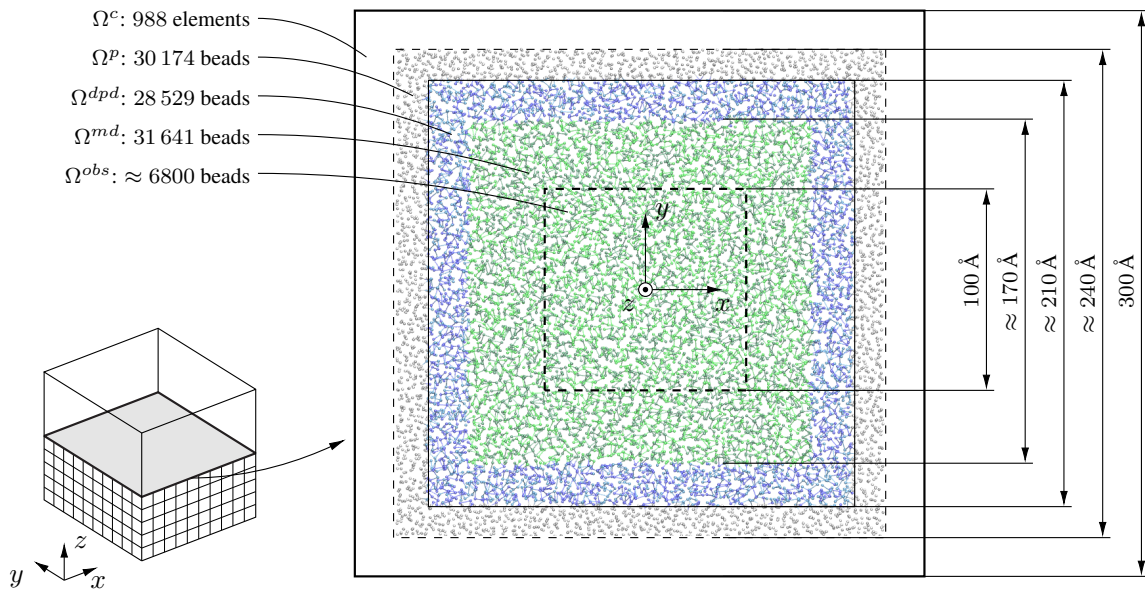 Ω^c: 988 elements
Ω^p: 30 174 beads
Ω^dpd: 28 529 beads
Ω^md: 31 641 beads
Ω^obs: ≈ 6800 beads
y
z
x
100 Å
≈ 170 Å
≈ 210 Å
≈ 240 Å
300 Å
z
y
x